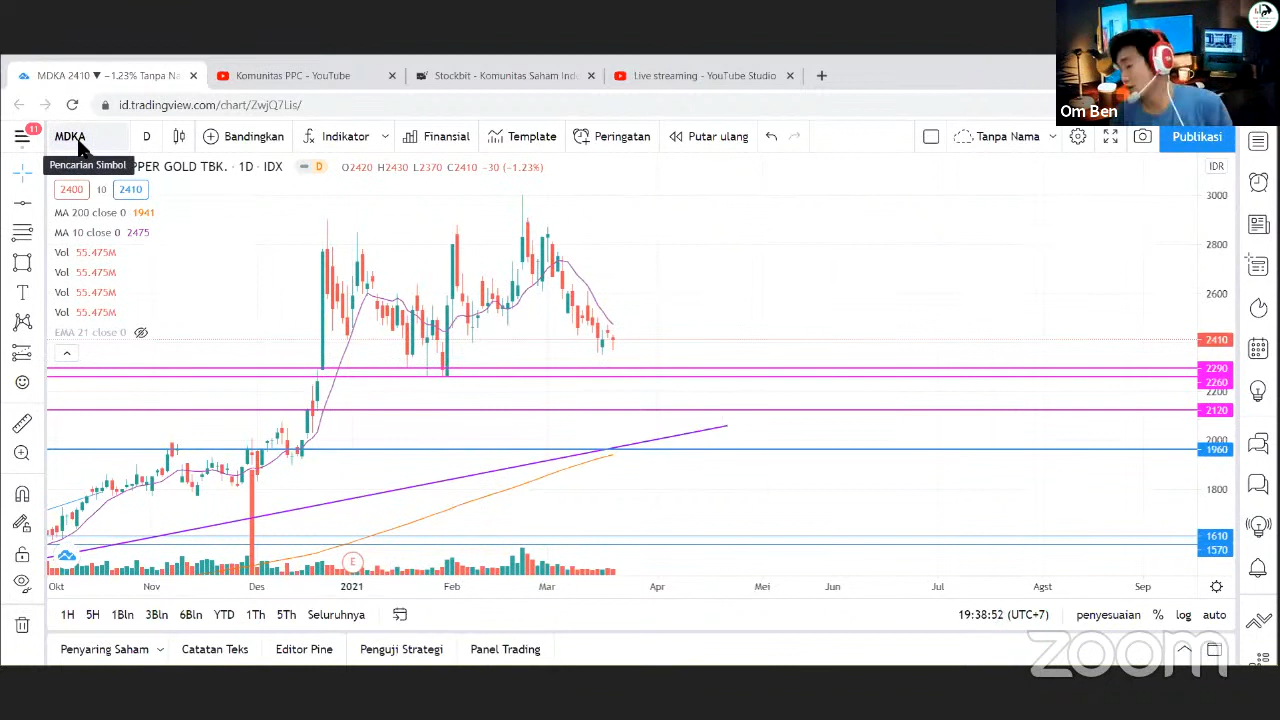 Om Ben
MDKA 2410 ▼ −1.23% Tanpa Na
Komunitas PPC - YouTube
Stockbit - Komunitas Saham Ind
Live streaming - YouTube Studio
id.tradingview.com/chart/ZwjQ7Lis/
11
MDKA
D
Bandingkan
Indikator
Finansial
Template
Peringatan
Putar ulang
Tanpa Nama
Publikasi
Pencarian Simbol
PPER GOLD TBK. · 1D · IDX
D
O2420 H2430 L2370 C2410 −30 (−1.23%)
IDR
2400 10 2410
MA 200 close 0 1941
MA 10 close 0 2475
Vol 55.475M
Vol 55.475M
Vol 55.475M
Vol 55.475M
EMA 21 close 0
3000
2800
2600
2410
2290
2260
2200
2120
2000
1960
1800
1610
1570
E
Okt Nov Des 2021 Feb Mar Apr Mei Jun Jul Agst Sep
1H 5H 1Bln 3Bln 6Bln YTD 1Th 5Th Seluruhnya
19:38:52 (UTC+7) penyesuaian % log auto
Penyaring Saham Catatan Teks Editor Pine Penguji Strategi Panel Trading
zoom